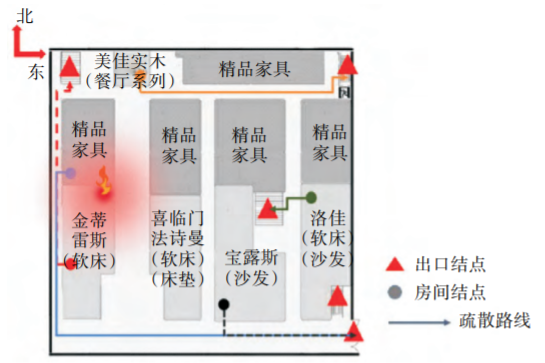 北
东
美佳实木
（餐厅系列）
精品家具
精品
家具
精品
家具
精品
家具
精品
家具
金蒂
雷斯
（软床）
喜临门
法诗曼
（软床）
（床垫）
宝露斯
（沙发）
洛佳
（软床）
（沙发）
出口结点
房间结点
疏散路线